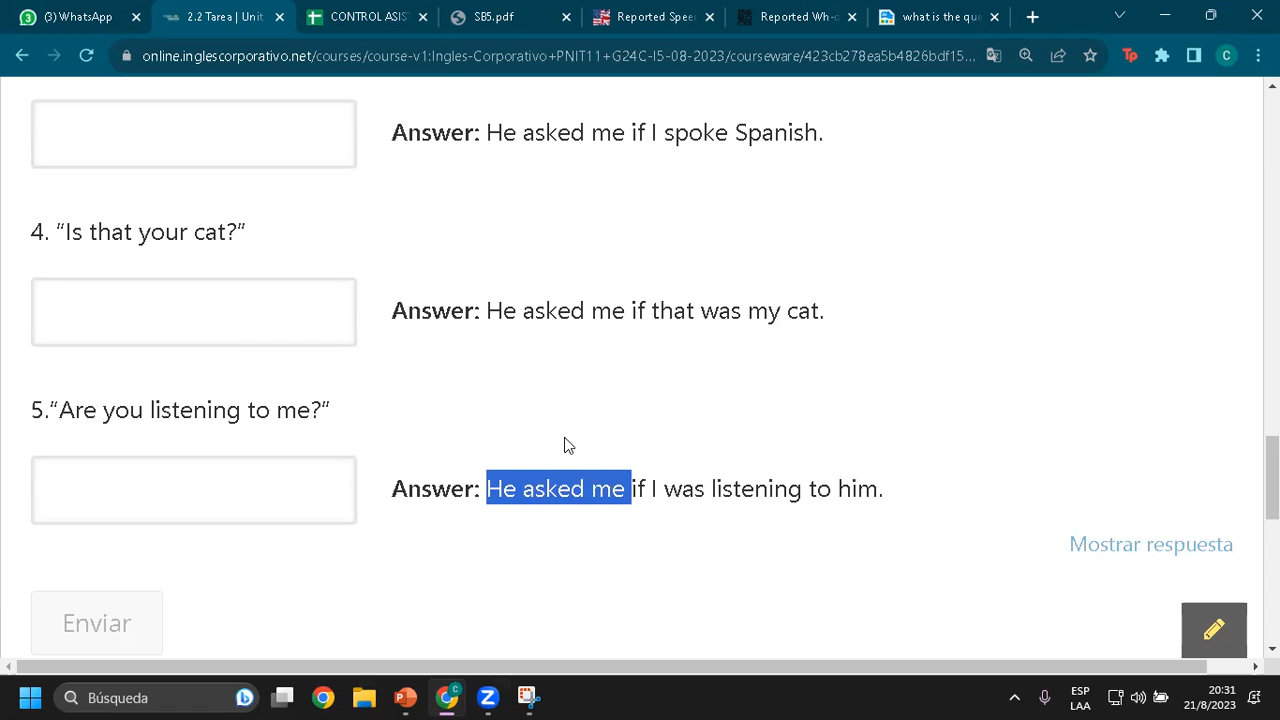 (3) WhatsApp
2.2 Tarea | Unit
CONTROL ASIS
SB5.pdf
Reported Spee
Reported Wh-q
what is the que
online.inglescorporativo.net/courses/course-v1:Ingles-Corporativo+PNIT11+G24C-I5-08-2023/courseware/423cb278ea5b4826bdf15...
Tp
C
Answer: He asked me if I spoke Spanish.
4. “Is that your cat?”
Answer: He asked me if that was my cat.
5.“Are you listening to me?”
Answer: He asked me if I was listening to him.
Mostrar respuesta
Enviar
Búsqueda
ESP
LAA
20:31
21/8/2023